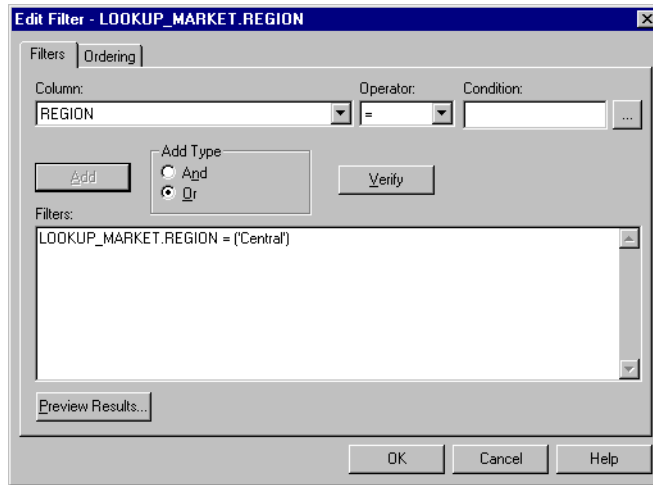 Edit Filter - LOOKUP_MARKET.REGION
Filters Ordering
Column: Operator: Condition:
REGION = ...
Add Type
Add And Verify
Or
Filters:
LOOKUP_MARKET.REGION = ('Central')
Preview Results...
OK Cancel Help